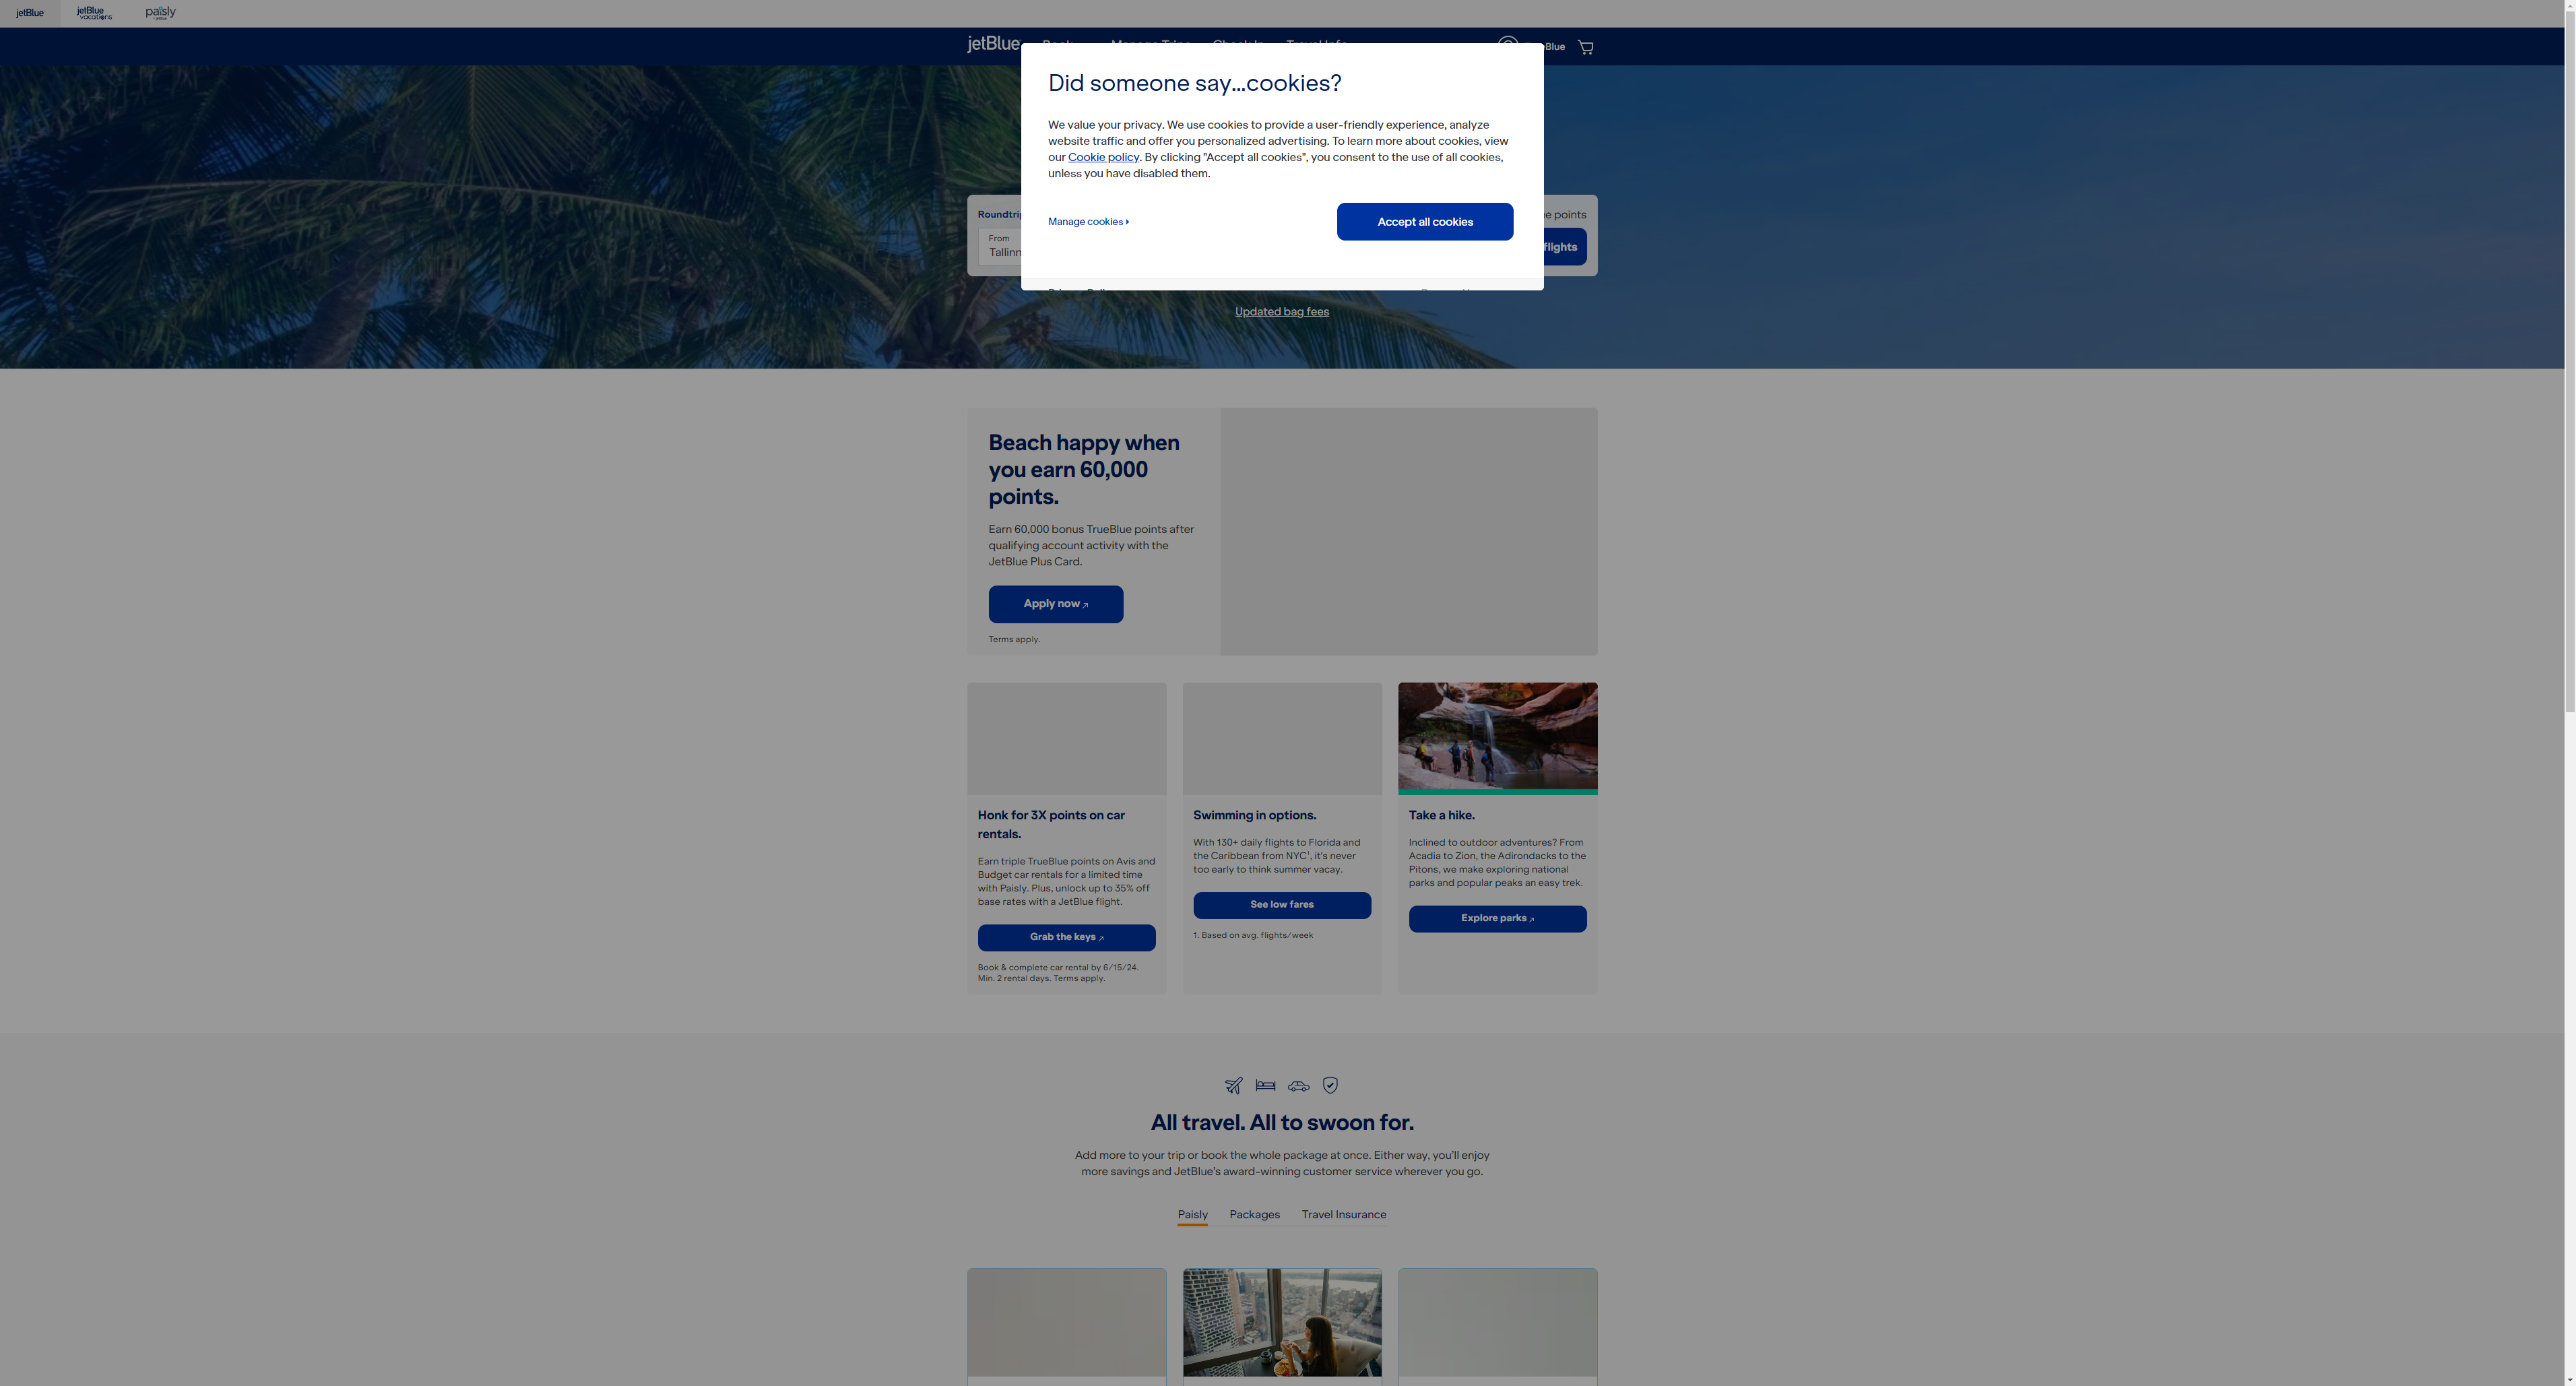 jetBlue
jetBlue vacations
paisly
jetBlue
Blue
Did someone say...cookies?
We value your privacy. We use cookies to provide a user-friendly experience, analyze
website traffic and offer you personalized advertising. To learn more about cookies, view
our Cookie policy. By clicking "Accept all cookies", you consent to the use of all cookies,
unless you have disabled them.
Manage cookies
Accept all cookies
From
Tallinn
points
flights
Updated bag fees
Beach happy when
you earn 60,000
points.
Earn 60,000 bonus TrueBlue points after
qualifying account activity with the
JetBlue Plus Card.
Apply now
Terms apply.
Honk for 3X points on car
rentals.
Earn triple TrueBlue points on Avis and
Budget car rentals for a limited time
with Paisly. Plus, unlock up to 35% off
base rates with a JetBlue flight.
Grab the keys
Book & complete car rental by 6/15/24.
Min. 2 rental days. Terms apply.
Swimming in options.
With 130+ daily flights to Florida and
the Caribbean from NYC¹, it's never
too early to think summer vacay.
See low fares
1. Based on avg. flights/week
Take a hike.
Inclined to outdoor adventures? From
Acadia to Zion, the Adirondacks to the
Pitons, we make exploring national
parks and popular peaks an easy trek.
Explore parks
All travel. All to swoon for.
Add more to your trip or book the whole package at once. Either way, you'll enjoy
more savings and JetBlue's award-winning customer service wherever you go.
Paisly
Packages
Travel Insurance